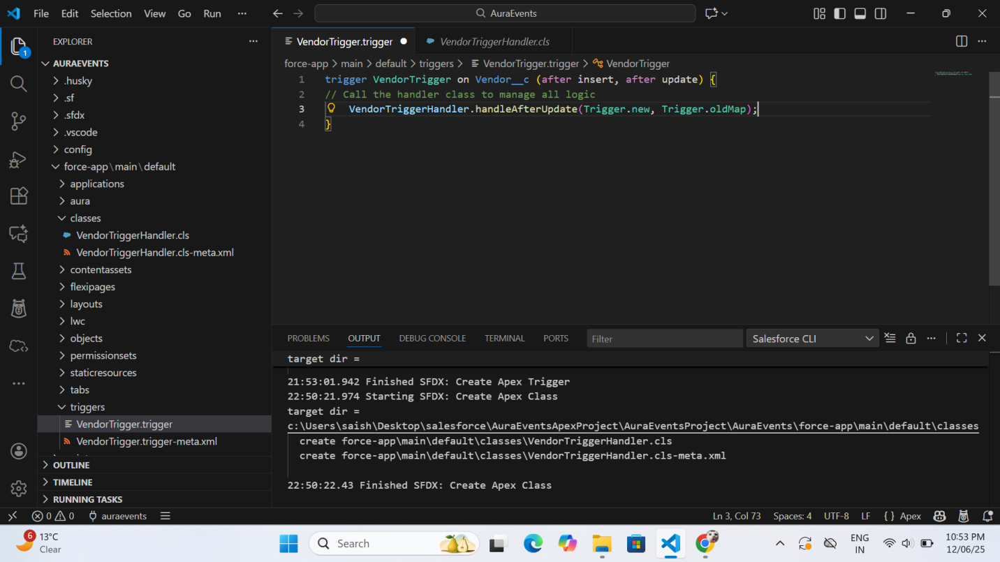 File Edit Selection View Go Run ··· AuraEvents
EXPLORER ···
AURAEVENTS
.husky
.sf
.sfdx
.vscode
config
force-app\main\default
applications
aura
classes
VendorTriggerHandler.cls
VendorTriggerHandler.cls-meta.xml
contentassets
flexipages
layouts
lwc
objects
permissionsets
staticresources
tabs
triggers
VendorTrigger.trigger
VendorTrigger.trigger-meta.xml
OUTLINE
TIMELINE
RUNNING TASKS
1
VendorTrigger.trigger VendorTriggerHandler.cls
force-app > main > default > triggers > VendorTrigger.trigger > VendorTrigger
1 trigger VendorTrigger on Vendor__c (after insert, after update) {
2 // Call the handler class to manage all logic
3 VendorTriggerHandler.handleAfterUpdate(Trigger.new, Trigger.oldMap);
4 }
PROBLEMS OUTPUT DEBUG CONSOLE TERMINAL PORTS Filter Salesforce CLI
target dir =
21:53:01.942 Finished SFDX: Create Apex Trigger
22:50:21.974 Starting SFDX: Create Apex Class
target dir =
c:\Users\saish\Desktop\salesforce\AuraEventsApexProject\AuraEventsProject\AuraEvents\force-app\main\default\classes
create force-app\main\default\classes\VendorTriggerHandler.cls
create force-app\main\default\classes\VendorTriggerHandler.cls-meta.xml
22:50:22.43 Finished SFDX: Create Apex Class
0 0 auraevents Ln 3, Col 73 Spaces: 4 UTF-8 LF { } Apex
6 13°C
Clear
Search
ENG
IN
10:53 PM
12/06/25